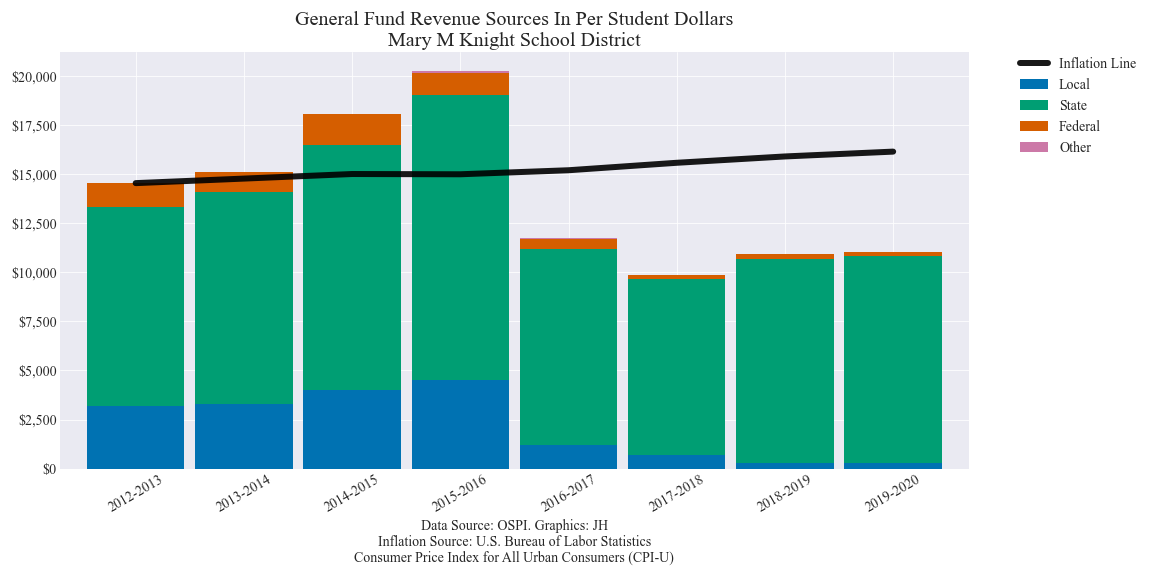 General Fund Revenue Sources In Per Student Dollars
Mary M Knight School District
$20,000
$17,500
$15,000
$12,500
$10,000
$7,500
$5,000
$2,500
$0
2012-2013
2013-2014
2014-2015
2015-2016
2016-2017
2017-2018
2018-2019
2019-2020
Inflation Line
Local
State
Federal
Other
Data Source: OSPI. Graphics: JH
Inflation Source: U.S. Bureau of Labor Statistics
Consumer Price Index for All Urban Consumers (CPI-U)